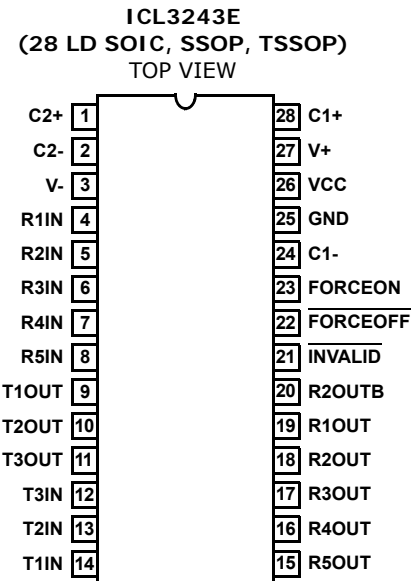 ICL3243E
(28 LD SOIC, SSOP, TSSOP)
TOP VIEW
C2+ 1 28 C1+
C2- 2 27 V+
V- 3 26 VCC
R1IN 4 25 GND
R2IN 5 24 C1-
R3IN 6 23 FORCEON
R4IN 7 22 FORCEOFF
R5IN 8 21 INVALID
T1OUT 9 20 R2OUTB
T2OUT 10 19 R1OUT
T3OUT 11 18 R2OUT
T3IN 12 17 R3OUT
T2IN 13 16 R4OUT
T1IN 14 15 R5OUT